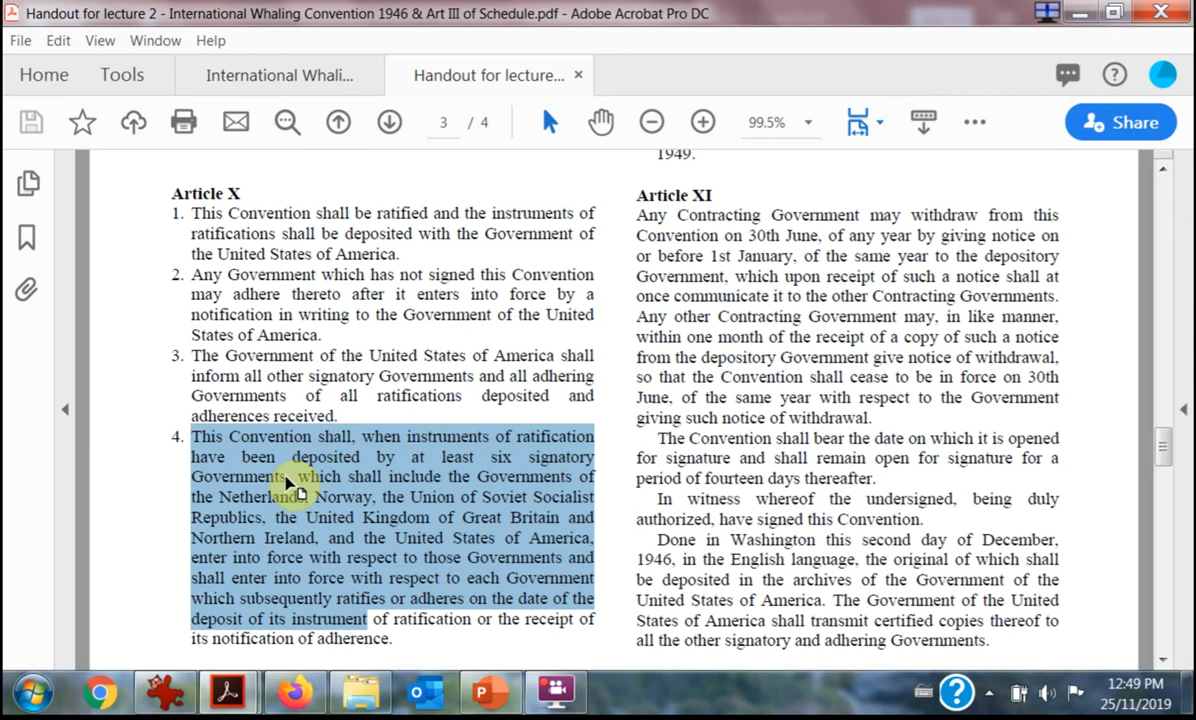 Handout for lecture 2 - International Whaling Convention 1946 & Art III of Schedule.pdf - Adobe Acrobat Pro DC
File Edit View Window Help
Home Tools International Whali... Handout for lecture... ×
3 / 4 99.5% Share
Article X
1. This Convention shall be ratified and the instruments of
ratifications shall be deposited with the Government of
the United States of America.
2. Any Government which has not signed this Convention
may adhere thereto after it enters into force by a
notification in writing to the Government of the United
States of America.
3. The Government of the United States of America shall
inform all other signatory Governments and all adhering
Governments of all ratifications deposited and
adherences received.
4. This Convention shall, when instruments of ratification
have been deposited by at least six signatory
Governments, which shall include the Governments of
the Netherlands, Norway, the Union of Soviet Socialist
Republics, the United Kingdom of Great Britain and
Northern Ireland, and the United States of America,
enter into force with respect to those Governments and
shall enter into force with respect to each Government
which subsequently ratifies or adheres on the date of the
deposit of its instrument of ratification or the receipt of
its notification of adherence.
1949.
Article XI
Any Contracting Government may withdraw from this
Convention on 30th June, of any year by giving notice on
or before 1st January, of the same year to the depository
Government, which upon receipt of such a notice shall at
once communicate it to the other Contracting Governments.
Any other Contracting Government may, in like manner,
within one month of the receipt of a copy of such a notice
from the depository Government give notice of withdrawal,
so that the Convention shall cease to be in force on 30th
June, of the same year with respect to the Government
giving such notice of withdrawal.
The Convention shall bear the date on which it is opened
for signature and shall remain open for signature for a
period of fourteen days thereafter.
In witness whereof the undersigned, being duly
authorized, have signed this Convention.
Done in Washington this second day of December,
1946, in the English language, the original of which shall
be deposited in the archives of the Government of the
United States of America. The Government of the United
States of America shall transmit certified copies thereof to
all the other signatory and adhering Governments.
12:49 PM
25/11/2019